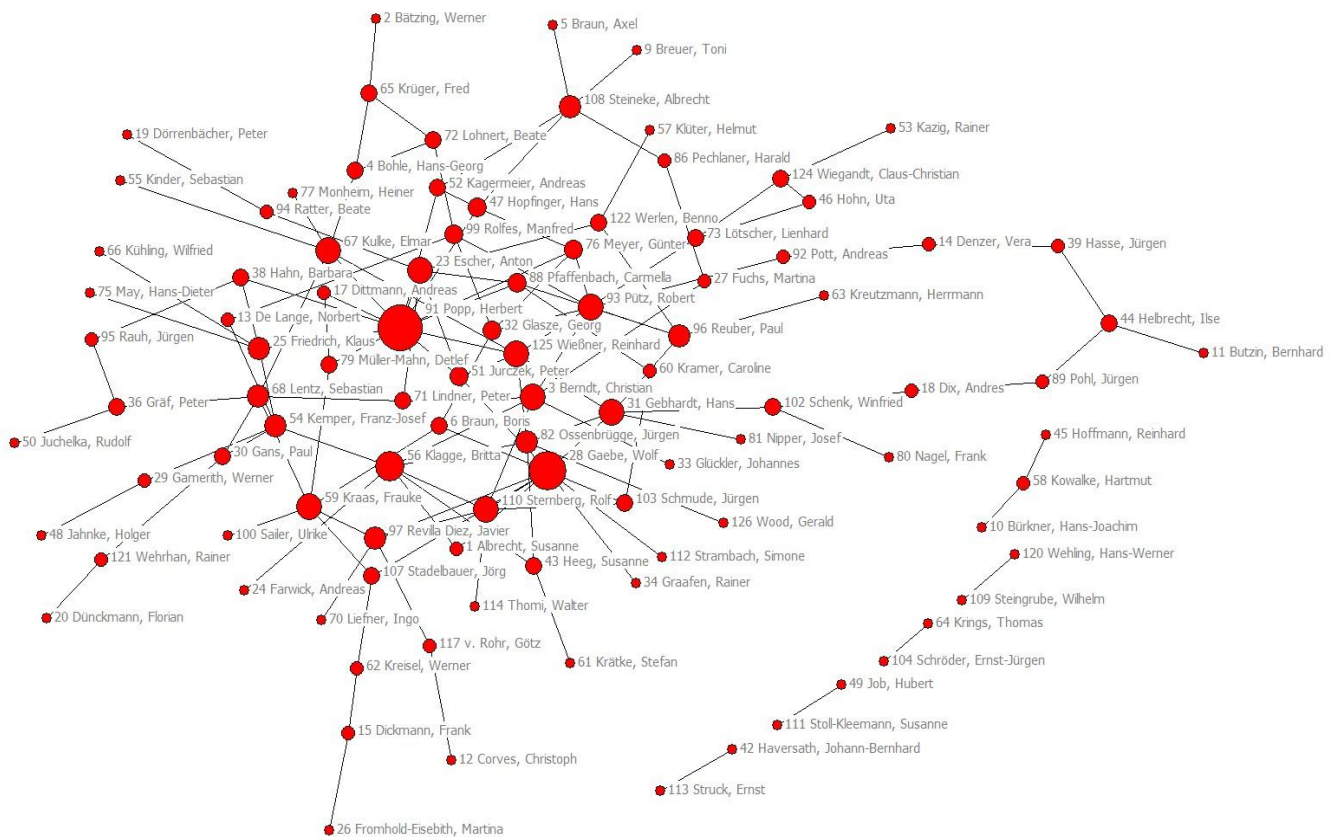 2 Bätzing, Werner
5 Braun, Axel
9 Breuer, Toni
65 Krüger, Fred
108 Steineke, Albrecht
53 Kazig, Rainer
57 Klüter, Helmut
19 Dörrenbächer, Peter
72 Lohnert, Beate
86 Pechlaner, Harald
4 Bohle, Hans-Georg
124 Wiegandt, Claus-Christian
55 Kinder, Sebastian
52 Kagermeier, Andreas
77 Monheim, Heiner
46 Hohn, Uta
47 Hopfinger, Hans
94 Ratter, Beate
122 Werlen, Benno
99 Rolfes, Manfred
73 Lötscher, Lienhard
67 Kulke, Elmar
14 Denzer, Vera
39 Hasse, Jürgen
66 Kühling, Wilfried
76 Meyer, Günter
92 Pott, Andreas
23 Escher, Anton
38 Hahn, Barbara
88 Pfaffenbach, Carmella
27 Fuchs, Martina
75 May, Hans-Dieter
17 Dittmann, Andreas
63 Kreutzmann, Herrmann
93 Pütz, Robert
91 Popp, Herbert
13 De Lange, Norbert
44 Helbrecht, Ilse
32 Glasze, Georg
96 Reuber, Paul
95 Rauh, Jürgen
25 Friedrich, Klaus
125 Wießner, Reinhard
11 Butzin, Bernhard
79 Müller-Mahn, Detlef
60 Kramer, Caroline
51 Jurczek, Peter
89 Pohl, Jürgen
18 Dix, Andres
68 Lentz, Sebastian
3 Berndt, Christian
71 Lindner, Peter
36 Gräf, Peter
102 Schenk, Winfried
31 Gebhardt, Hans
54 Kemper, Franz-Josef
6 Braun, Boris
45 Hoffmann, Reinhard
81 Nipper, Josef
50 Juchelka, Rudolf
82 Ossenbrügge, Jürgen
30 Gans, Paul
80 Nagel, Frank
56 Klagge, Britta
33 Glückler, Johannes
28 Gaebe, Wolf
29 Gamerith, Werner
58 Kowalke, Hartmut
103 Schmude, Jürgen
59 Kraas, Frauke
110 Sternberg, Rolf
126 Wood, Gerald
10 Bürkner, Hans-Joachim
48 Jahnke, Holger
100 Sailer, Ulrike
97 Revilla Diez, Javier
1 Albrecht, Susanne
120 Wehling, Hans-Werner
112 Strambach, Simone
121 Wehrhan, Rainer
43 Heeg, Susanne
107 Stadelbauer, Jörg
34 Graafen, Rainer
24 Farwick, Andreas
109 Steingrube, Wilhelm
114 Thomi, Walter
20 Dünckmann, Florian
70 Liefner, Ingo
64 Krings, Thomas
117 v. Rohr, Götz
104 Schröder, Ernst-Jürgen
61 Krätke, Stefan
62 Kreisel, Werner
49 Job, Hubert
111 Stoll-Kleemann, Susanne
15 Dickmann, Frank
42 Haversath, Johann-Bernhard
12 Corves, Christoph
113 Struck, Ernst
26 Fromhold-Eisebith, Martina